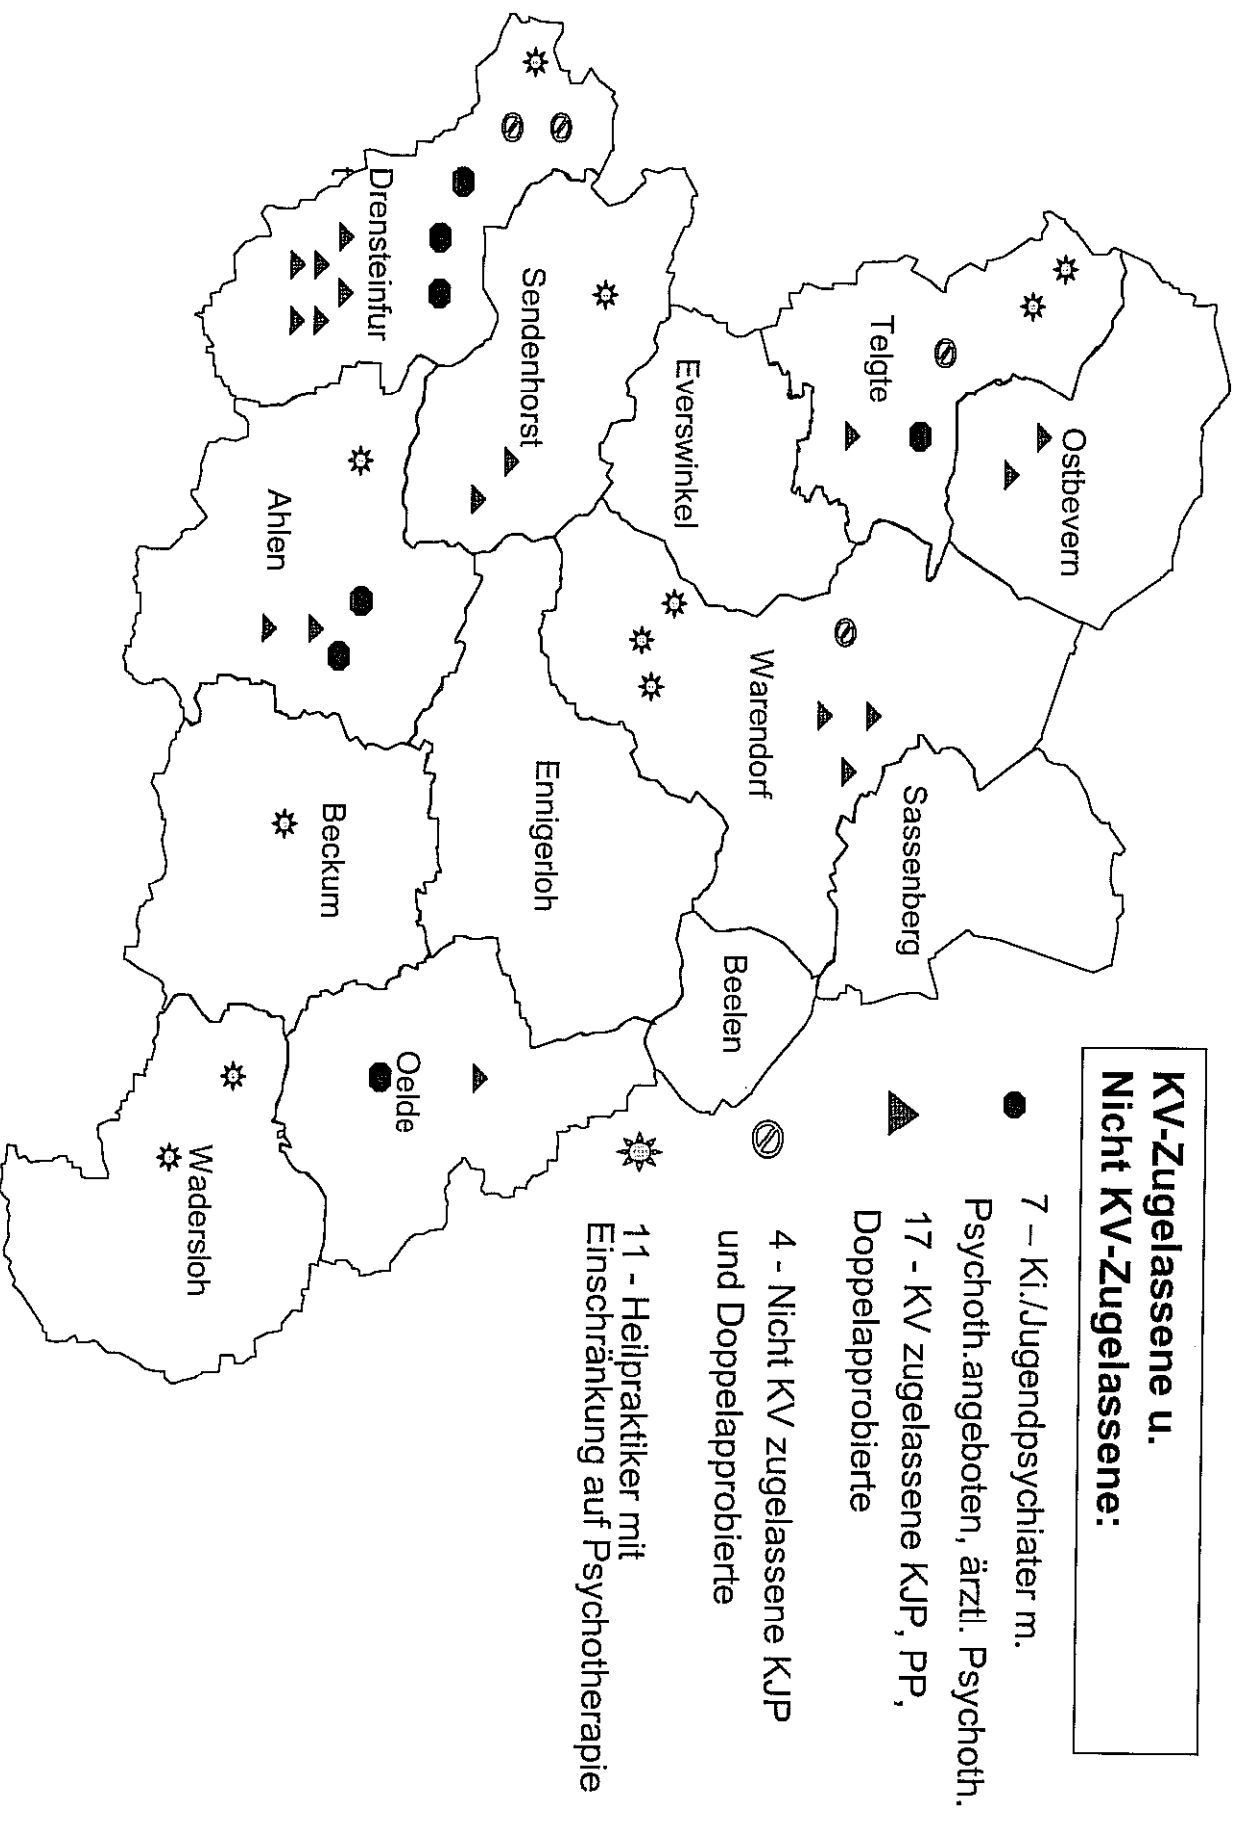 KV-Zugelassene u.
Nicht KV-Zugelassene:
7 – Ki./Jugendpsychiater m.
Psychoth.angeboten, ärztl. Psychoth.
17 - KV zugelassene KJP, PP,
Doppelapprobierte
4 - Nicht KV zugelassene KJP
und Doppelapprobierte
11 - Heilpraktiker mit
Einschränkung auf Psychotherapie
Ostbevern
Telgte
Sassenberg
Warendorf
Everswinkel
Beelen
Sendenhorst
Ennigerloh
Drensteinfur
t
Oelde
Beckum
Ahlen
Wadersloh